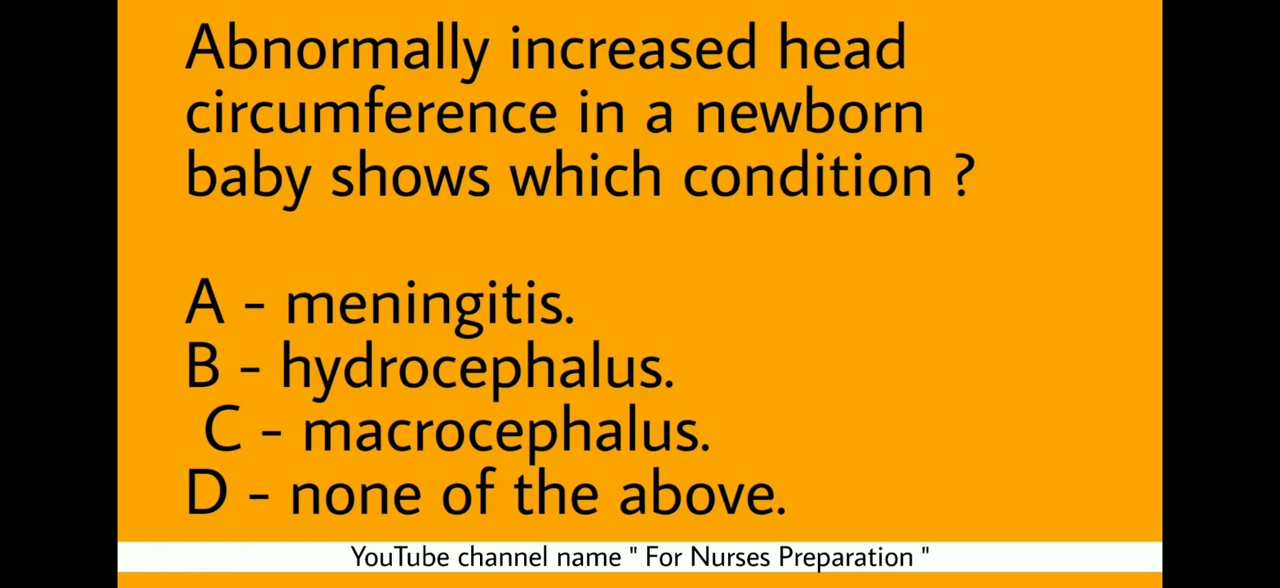 Abnormally increased head
circumference in a newborn
baby shows which condition ?
A - meningitis.
B - hydrocephalus.
C - macrocephalus.
D - none of the above.
YouTube channel name " For Nurses Preparation "